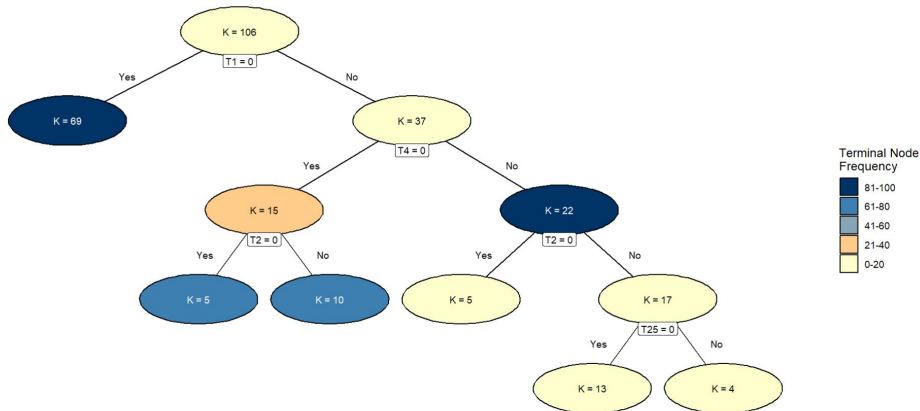 K = 106
T1 = 0
Yes
No
K = 69
K = 37
T4 = 0
Yes
No
K = 15
K = 22
T2 = 0
T2 = 0
Yes
No
Yes
No
K = 5
K = 10
K = 5
K = 17
T25 = 0
Yes
No
K = 13
K = 4
Terminal Node
Frequency
81-100
61-80
41-60
21-40
0-20